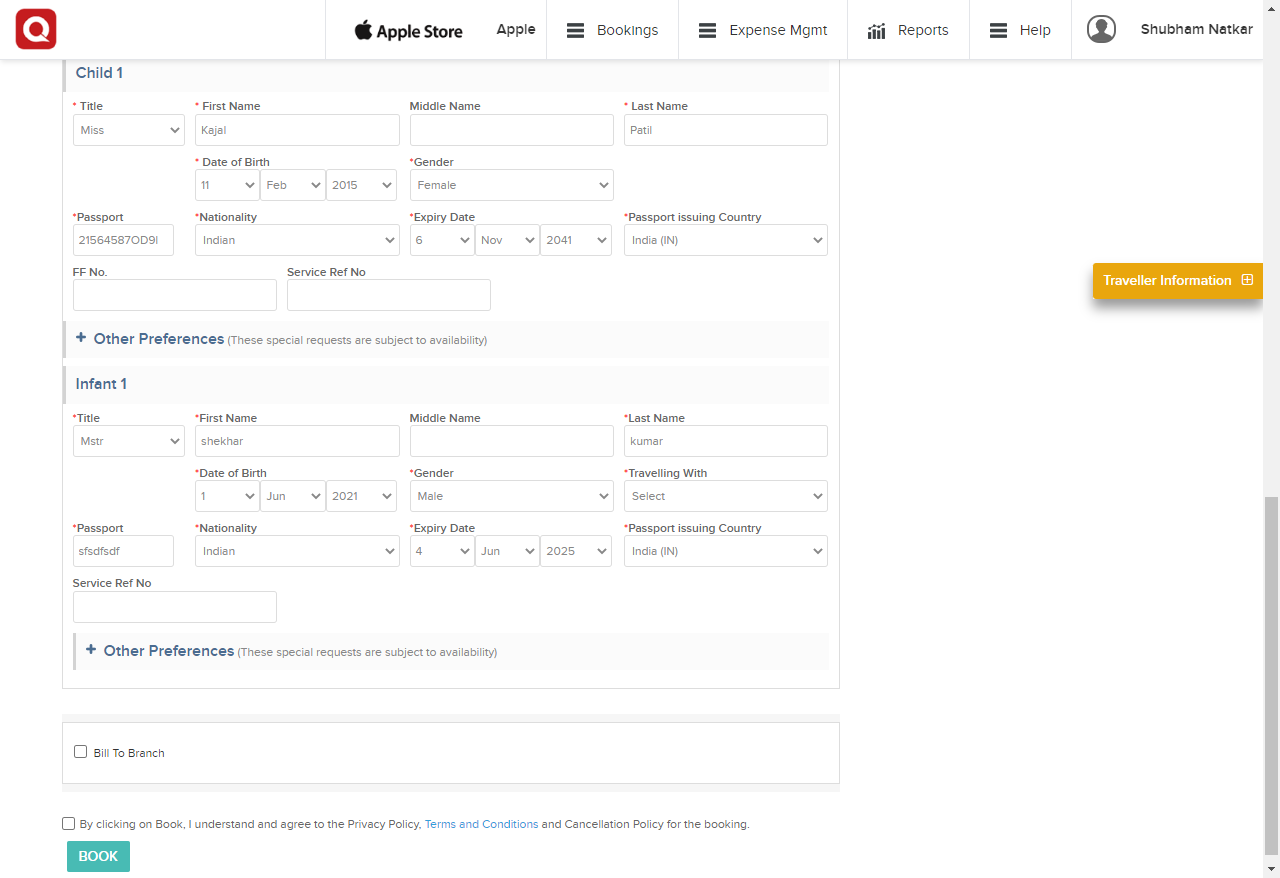 Apple Store Apple Bookings Expense Mgmt Reports Help Shubham Natkar
Child 1
* Title * First Name Middle Name * Last Name
Miss Kajal Patil
* Date of Birth *Gender
11 Feb 2015 Female
*Passport *Nationality *Expiry Date *Passport issuing Country
21564587OD9I Indian 6 Nov 2041 India (IN)
FF No. Service Ref No
Traveller Information
+ Other Preferences (These special requests are subject to availability)
Infant 1
*Title *First Name Middle Name *Last Name
Mstr shekhar kumar
*Date of Birth *Gender *Travelling With
1 Jun 2021 Male Select
*Passport *Nationality *Expiry Date *Passport issuing Country
sfsdfsdf Indian 4 Jun 2025 India (IN)
Service Ref No
+ Other Preferences (These special requests are subject to availability)
Bill To Branch
By clicking on Book, I understand and agree to the Privacy Policy, Terms and Conditions and Cancellation Policy for the booking.
BOOK